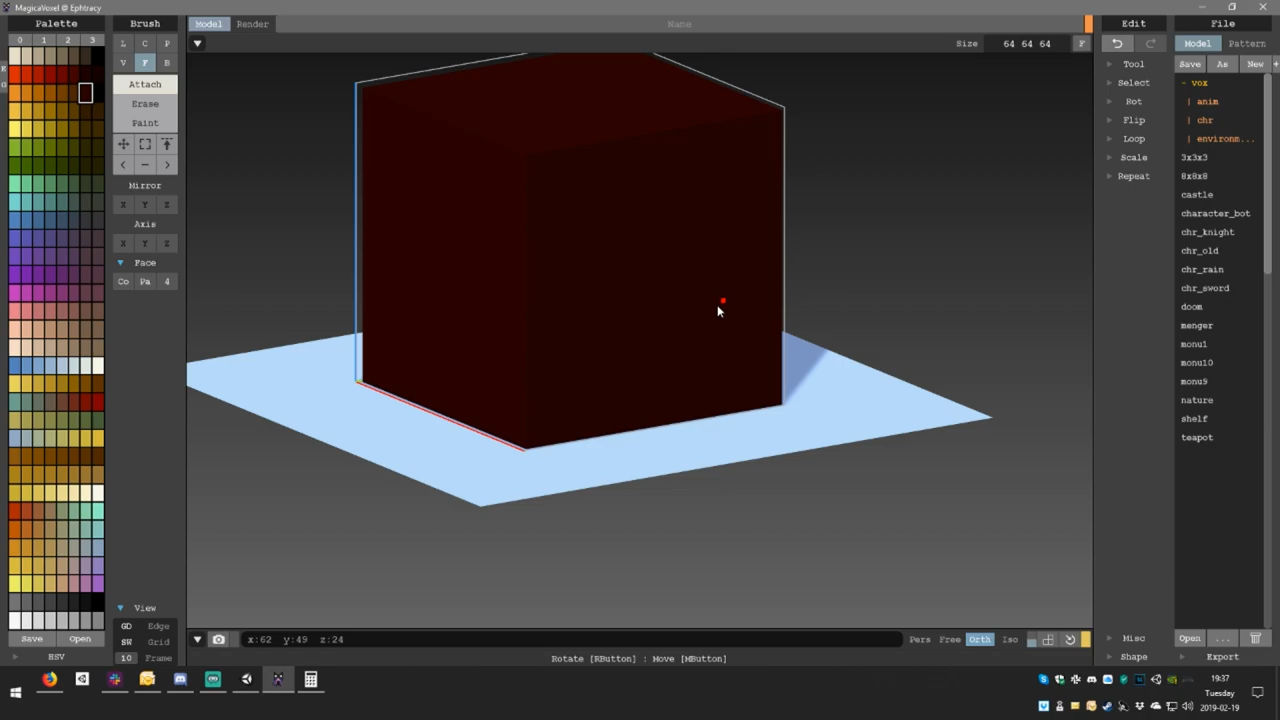 MagicaVoxel @ Ephtracy
Palette
Brush
Model
Render
Name
Edit
File
0 1 2 3
L C P
V F B
Size 64 64 64 F
Model
Pattern
Attach
Erase
Paint
Tool
Select
Rot
Flip
Loop
Scale
Repeat
Save
As
New
+
- vox
| anim
| chr
| environm...
3x3x3
8x8x8
castle
character_bot
chr_knight
chr_old
chr_rain
chr_sword
doom
menger
monu1
monu10
monu9
nature
shelf
teapot
< - >
Mirror
X Y Z
Axis
X Y Z
Face
Co Pa 4
View
GD Edge
SW Grid
10 Frame
Save
Open
HSV
x:62 y:49 z:24
Pers Free Orth Iso
Misc
Shape
Open
...
Export
Rotate [RButton] : Move [MButton]
19:37
Tuesday
2019-02-19